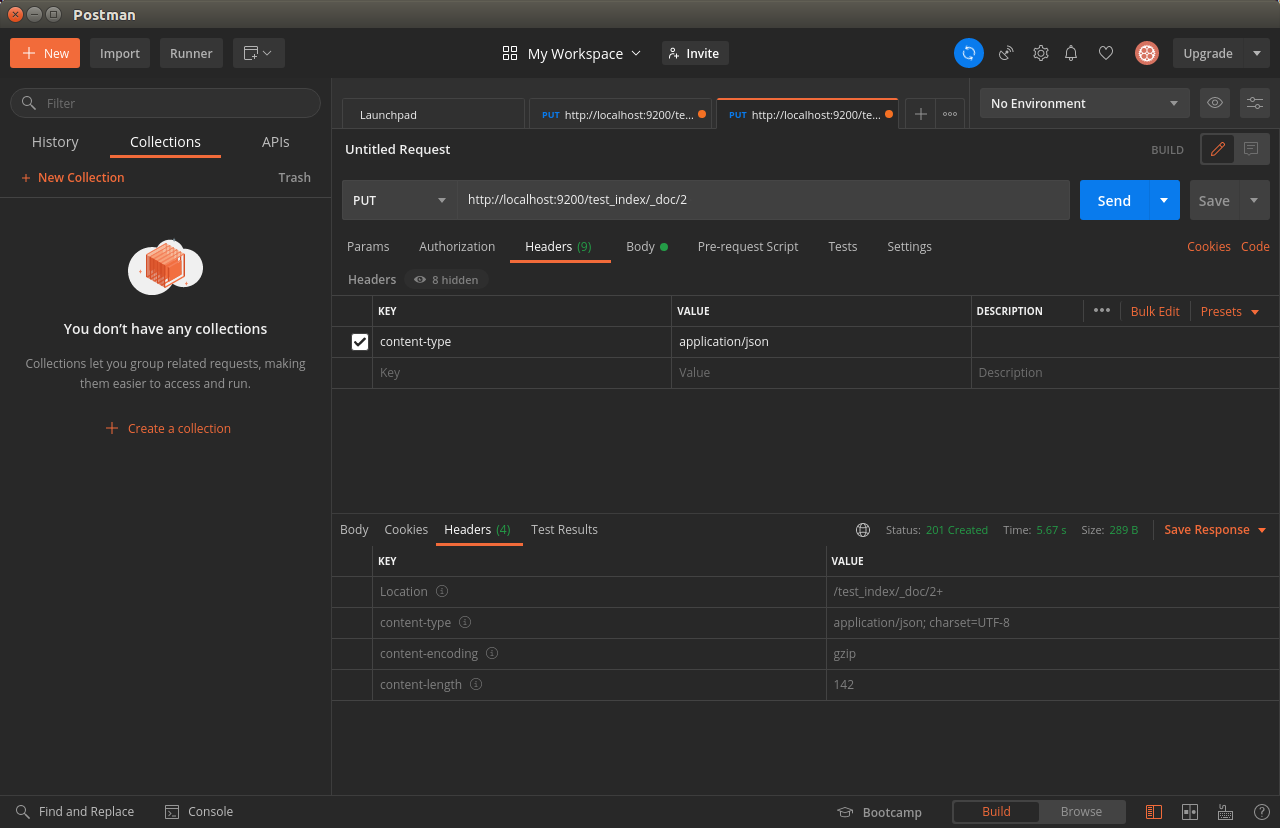 Postman
New
Import
Runner
My Workspace
Invite
Upgrade
Filter
Launchpad
PUT http://localhost:9200/te...
PUT http://localhost:9200/te...
No Environment
History
Collections
APIs
New Collection
Trash
You don’t have any collections
Collections let you group related requests, making
them easier to access and run.
Create a collection
Untitled Request
BUILD
PUT
http://localhost:9200/test_index/_doc/2
Send
Save
Params
Authorization
Headers (9)
Body
Pre-request Script
Tests
Settings
Cookies
Code
Headers
8 hidden
KEY
VALUE
DESCRIPTION
Bulk Edit
Presets
content-type
application/json
Key
Value
Description
Body
Cookies
Headers (4)
Test Results
Status: 201 Created
Time: 5.67 s
Size: 289 B
Save Response
KEY
VALUE
Location
/test_index/_doc/2+
content-type
application/json; charset=UTF-8
content-encoding
gzip
content-length
142
Find and Replace
Console
Bootcamp
Build
Browse